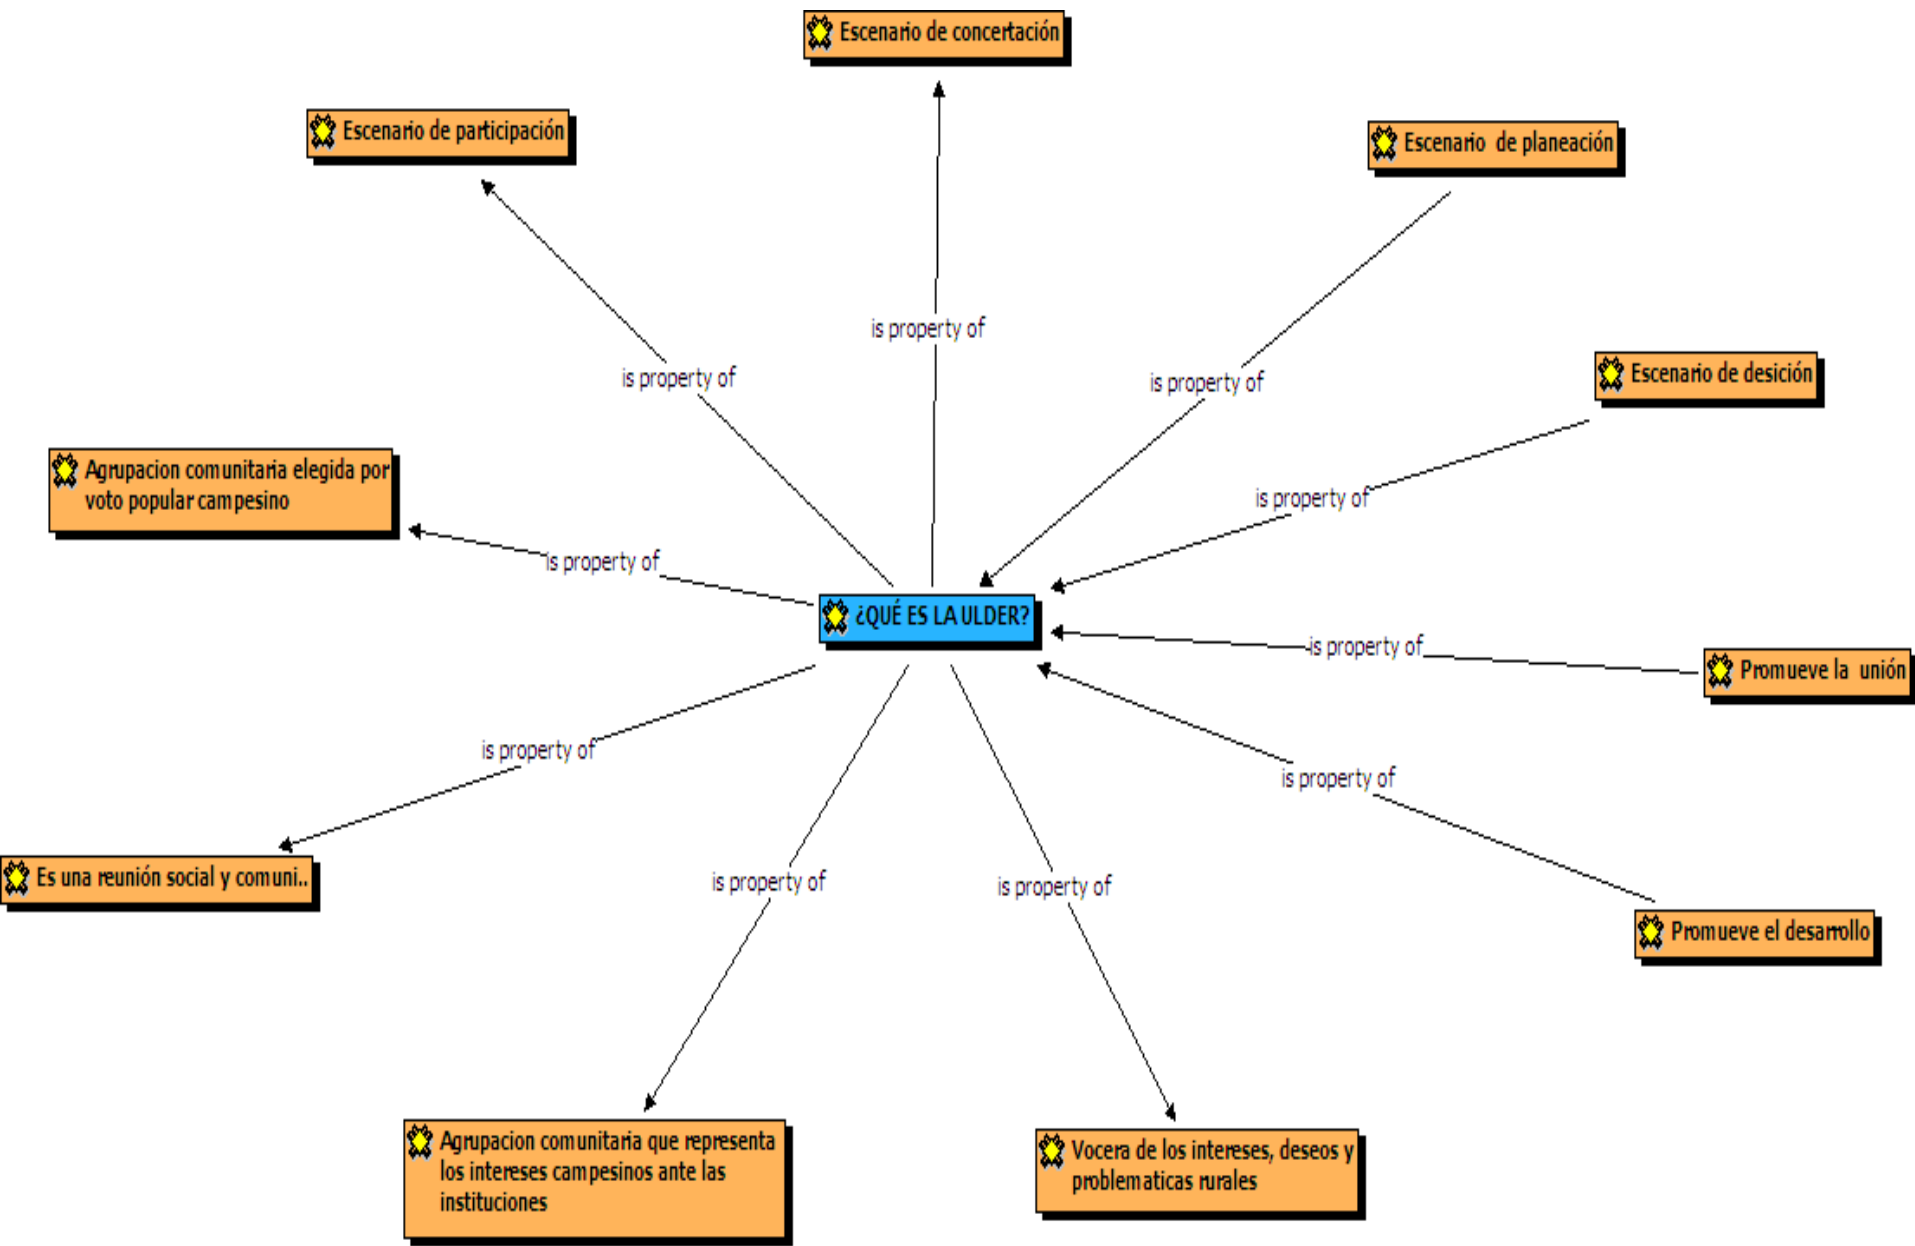 Escenario de concertación
Escenario de participación
Escenario  de planeación
is property of
is property of
is property of
Escenario de desición
is property of
Agrupacion comunitaria elegida por
voto popular campesino
is property of
¿QUÉ ES LA ULDER?
is property of
Promueve la  unión
is property of
is property of
Es una reunión social y comuni..
is property of
is property of
Promueve el desarrollo
Agrupacion comunitaria que representa
los intereses campesinos ante las
instituciones
Vocera de los intereses, deseos y
problematicas rurales